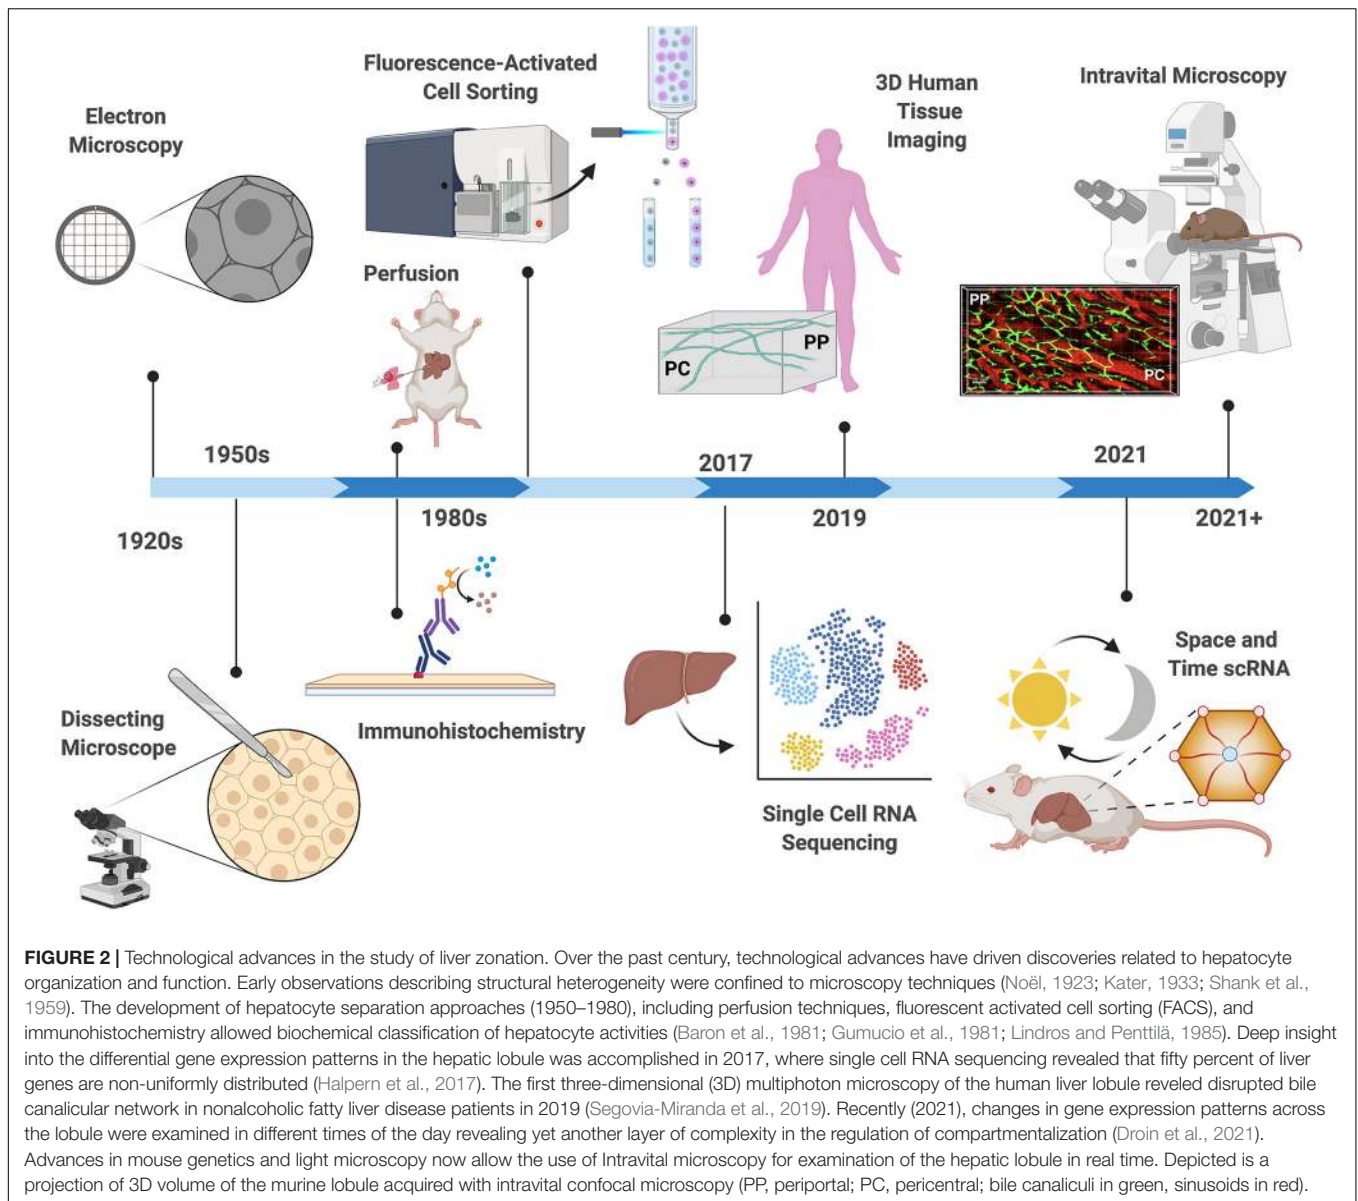 Electron
Microscopy
Fluorescence-Activated
Cell Sorting
3D Human
Tissue
Imaging
Intravital Microscopy
Perfusion
PC
PP
PP
PC
1950s
2017
2021
1920s
1980s
2019
2021+
Dissecting
Microscope
Immunohistochemistry
Single Cell RNA
Sequencing
Space and
Time scRNA
FIGURE 2 | Technological advances in the study of liver zonation. Over the past century, technological advances have driven discoveries related to hepatocyte
organization and function. Early observations describing structural heterogeneity were confined to microscopy techniques (Noël, 1923; Kater, 1933; Shank et al.,
1959). The development of hepatocyte separation approaches (1950–1980), including perfusion techniques, fluorescent activated cell sorting (FACS), and
immunohistochemistry allowed biochemical classification of hepatocyte activities (Baron et al., 1981; Gumucio et al., 1981; Lindros and Penttilä, 1985). Deep insight
into the differential gene expression patterns in the hepatic lobule was accomplished in 2017, where single cell RNA sequencing revealed that fifty percent of liver
genes are non-uniformly distributed (Halpern et al., 2017). The first three-dimensional (3D) multiphoton microscopy of the human liver lobule reveled disrupted bile
canalicular network in nonalcoholic fatty liver disease patients in 2019 (Segovia-Miranda et al., 2019). Recently (2021), changes in gene expression patterns across
the lobule were examined in different times of the day revealing yet another layer of complexity in the regulation of compartmentalization (Droin et al., 2021).
Advances in mouse genetics and light microscopy now allow the use of Intravital microscopy for examination of the hepatic lobule in real time. Depicted is a
projection of 3D volume of the murine lobule acquired with intravital confocal microscopy (PP, periportal; PC, pericentral; bile canaliculi in green, sinusoids in red).